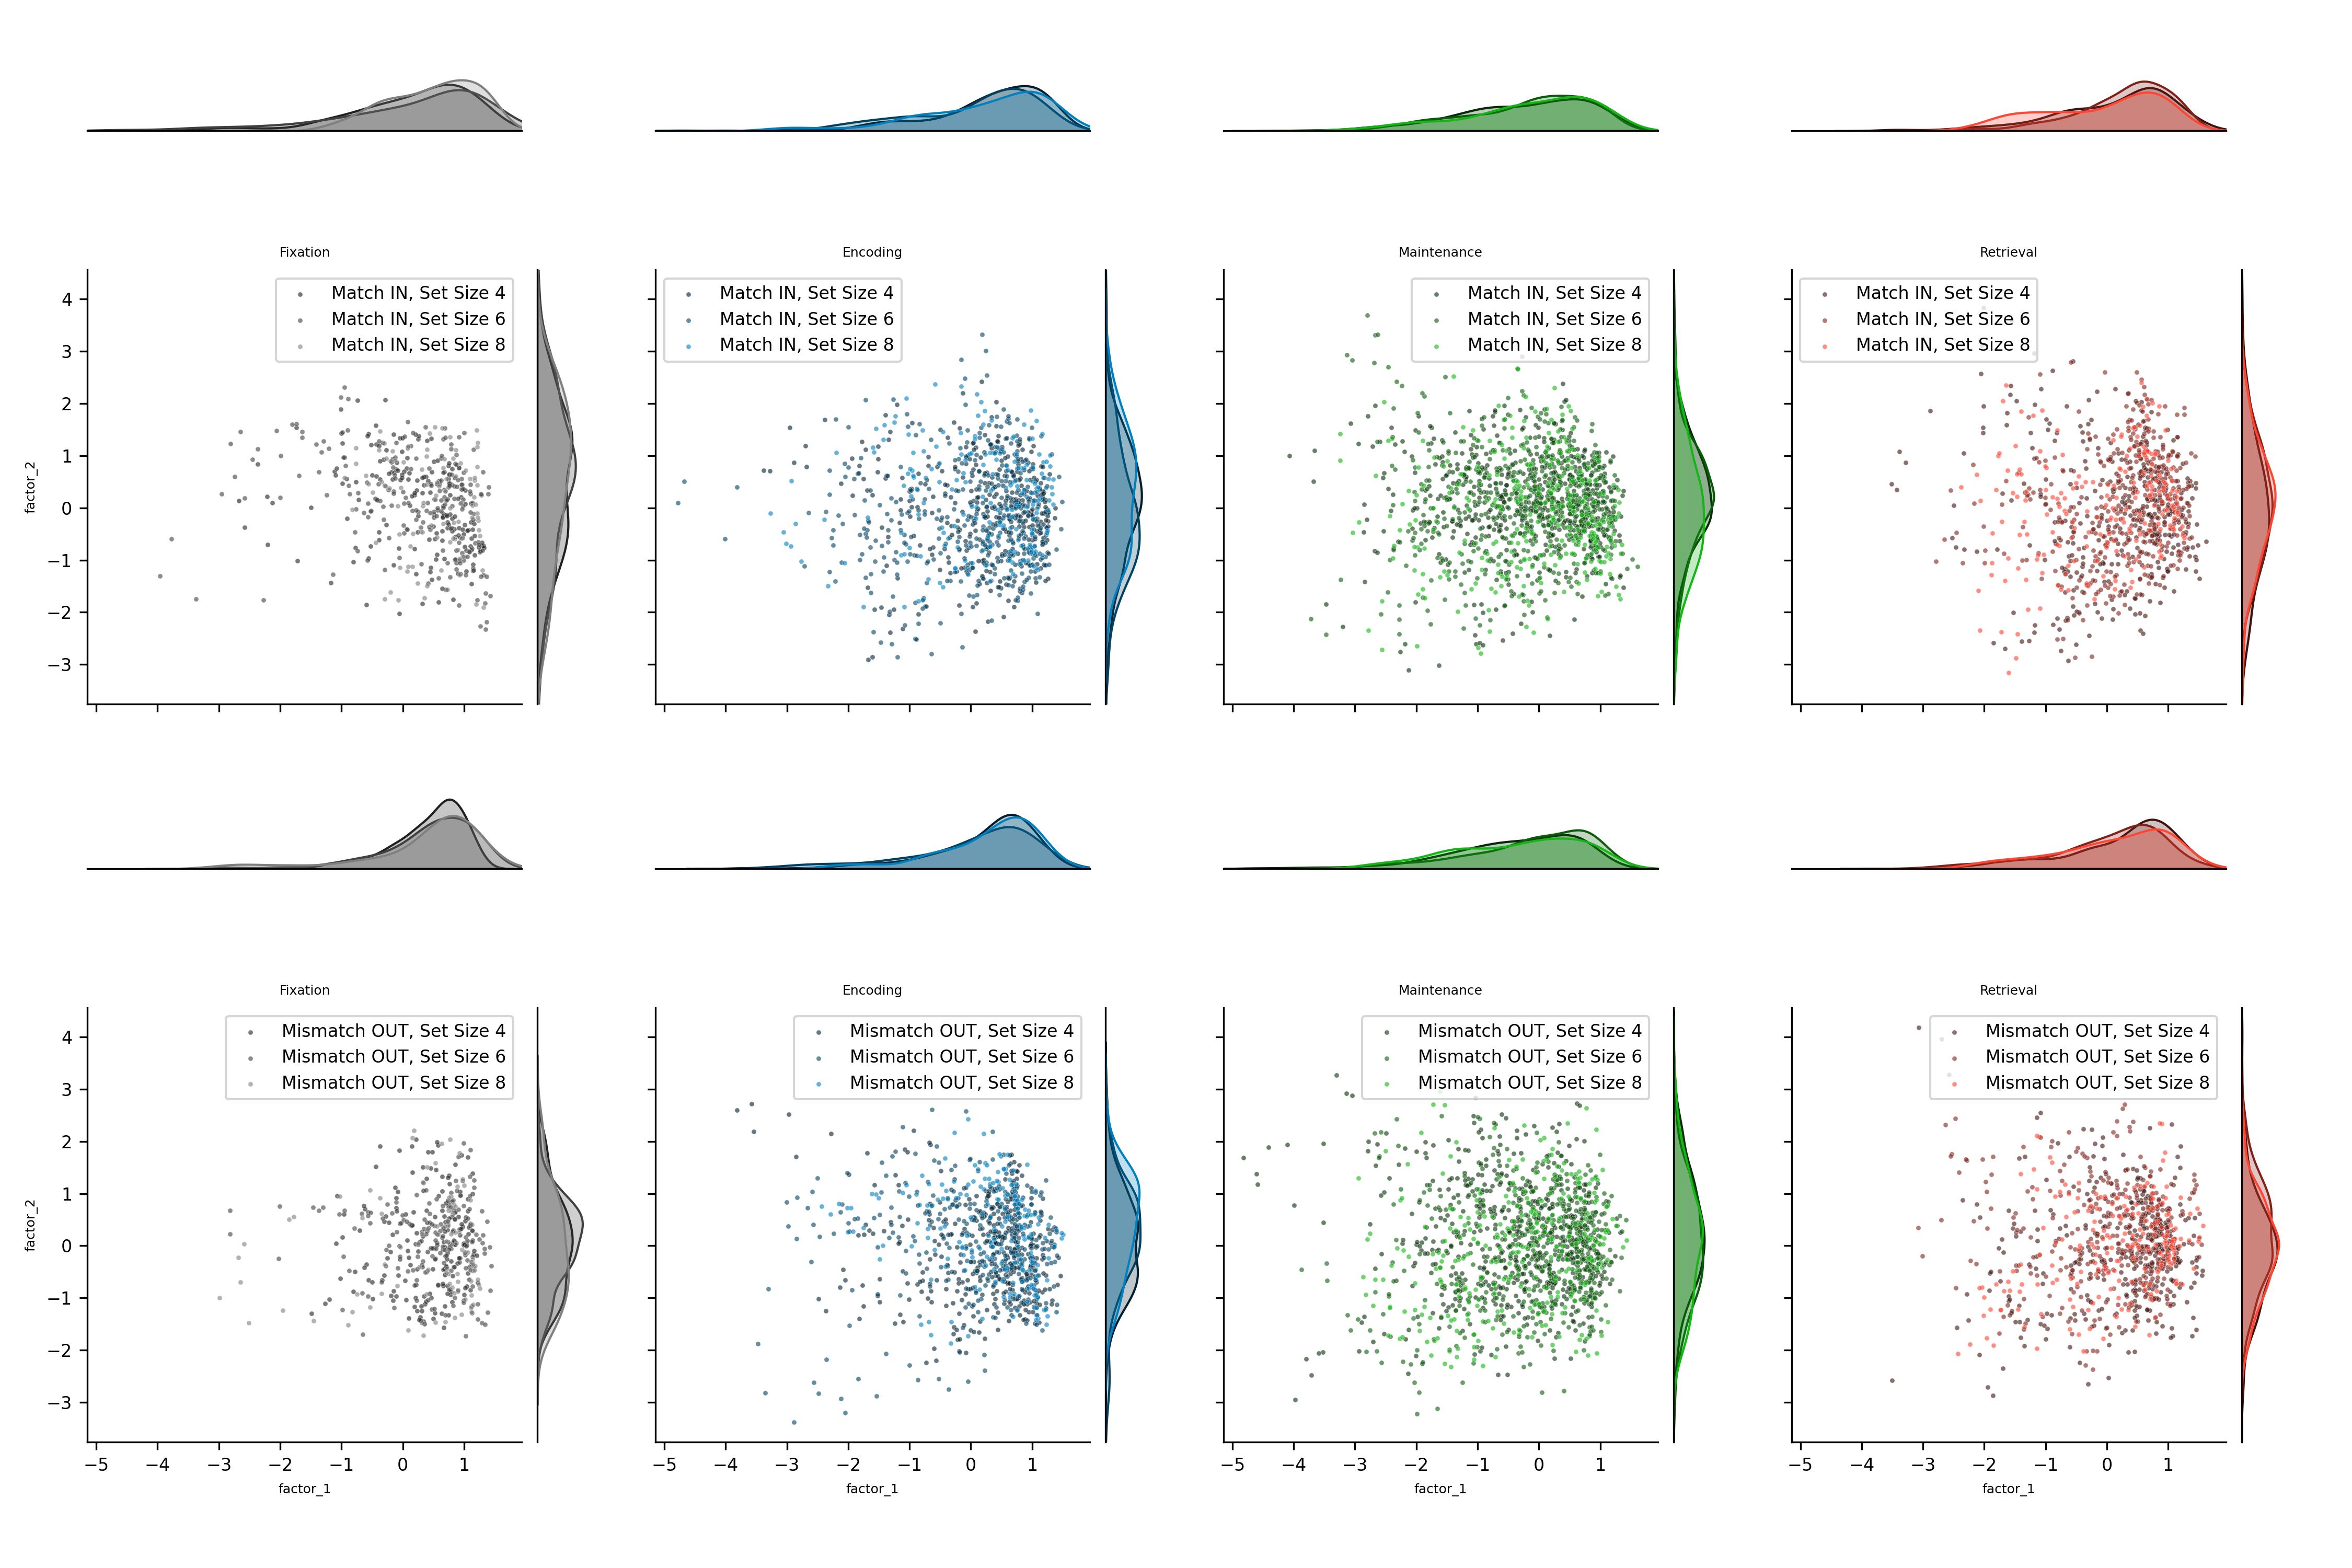 Fixation
Encoding
Maintenance
Retrieval
Match IN, Set Size 4
Match IN, Set Size 6
Match IN, Set Size 8
Match IN, Set Size 4
Match IN, Set Size 6
Match IN, Set Size 8
Match IN, Set Size 4
Match IN, Set Size 6
Match IN, Set Size 8
Match IN, Set Size 4
Match IN, Set Size 6
Match IN, Set Size 8
factor_2
4
3
2
1
0
−1
−2
−3
Fixation
Encoding
Maintenance
Retrieval
Mismatch OUT, Set Size 4
Mismatch OUT, Set Size 6
Mismatch OUT, Set Size 8
Mismatch OUT, Set Size 4
Mismatch OUT, Set Size 6
Mismatch OUT, Set Size 8
Mismatch OUT, Set Size 4
Mismatch OUT, Set Size 6
Mismatch OUT, Set Size 8
Mismatch OUT, Set Size 4
Mismatch OUT, Set Size 6
Mismatch OUT, Set Size 8
factor_2
4
3
2
1
0
−1
−2
−3
−5 −4 −3 −2 −1 0 1
−5 −4 −3 −2 −1 0 1
−5 −4 −3 −2 −1 0 1
−5 −4 −3 −2 −1 0 1
factor_1
factor_1
factor_1
factor_1